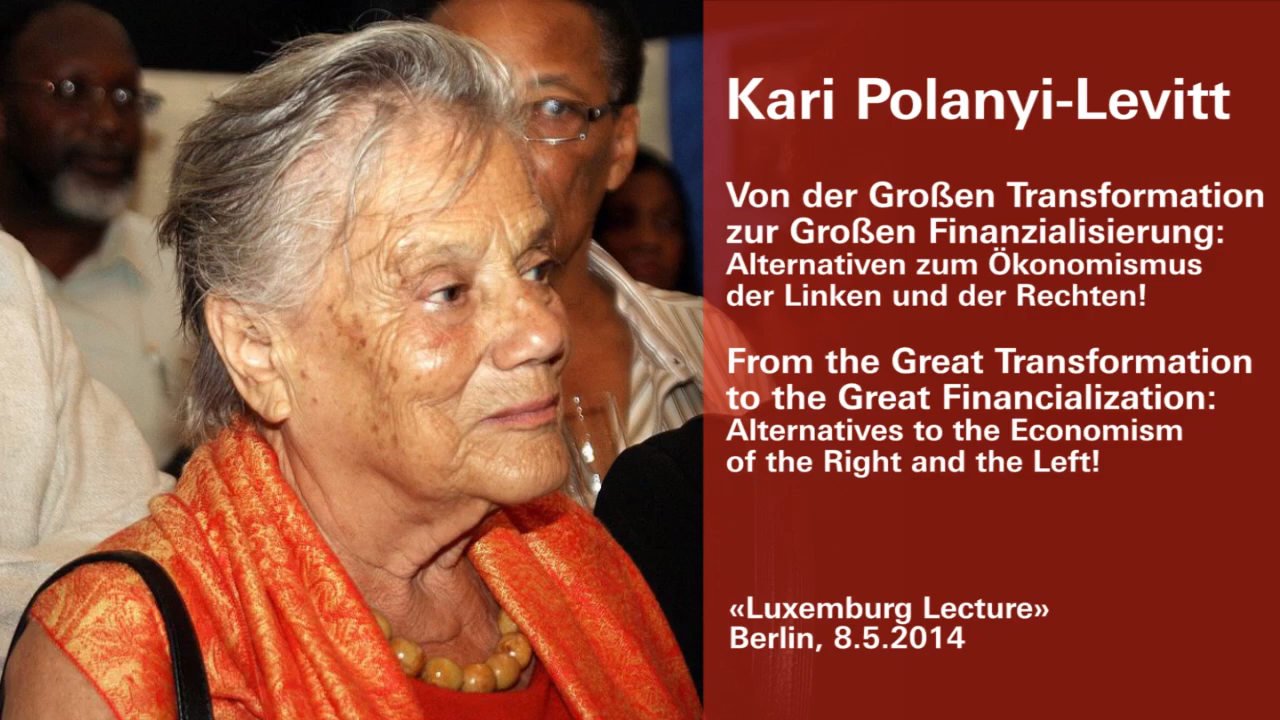 Kari Polanyi-Levitt
Von der Großen Transformation
zur Großen Finanzialisierung:
Alternativen zum Ökonomismus
der Linken und der Rechten!
From the Great Transformation
to the Great Financialization:
Alternatives to the Economism
of the Right and the Left!
«Luxemburg Lecture»
Berlin, 8.5.2014